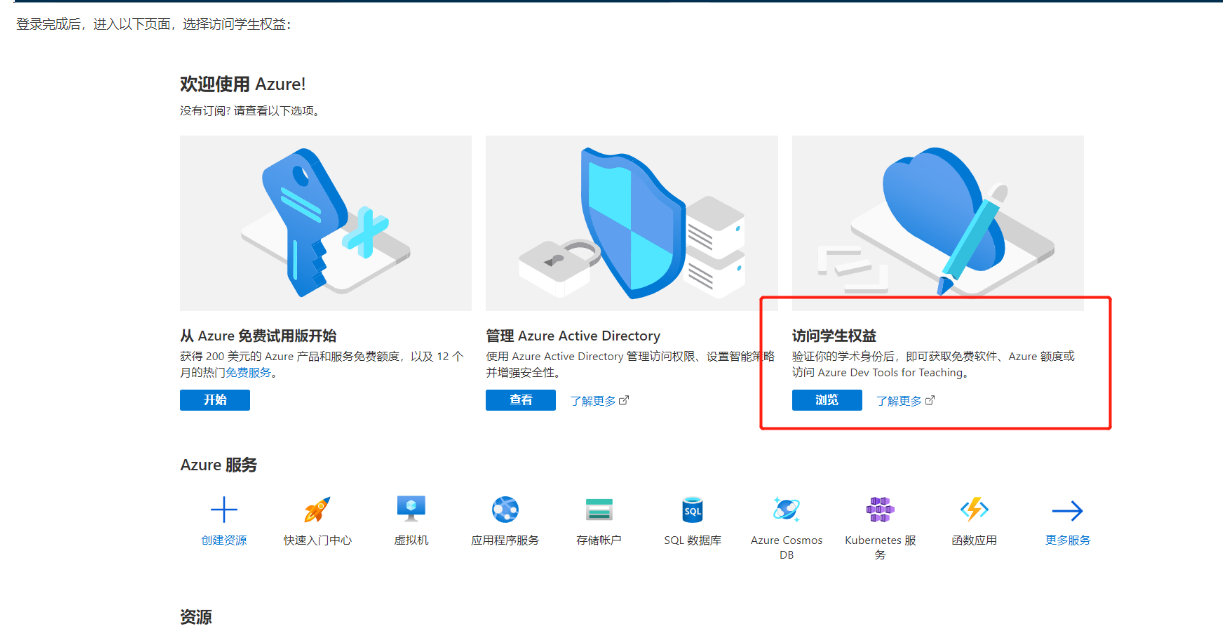 登录完成后，进入以下页面，选择访问学生权益：
欢迎使用 Azure!
没有订阅? 请查看以下选项。
从 Azure 免费试用版开始
获得 200 美元的 Azure 产品和服务免费额度，以及 12 个
月的热门免费服务。
开始
管理 Azure Active Directory
使用 Azure Active Directory 管理访问权限、设置智能策略
并增强安全性。
查看 了解更多
访问学生权益
验证你的学术身份后，即可获取免费软件、Azure 额度或
访问 Azure Dev Tools for Teaching。
浏览 了解更多
Azure 服务
SQL
创建资源 快速入门中心 虚拟机 应用程序服务 存储帐户 SQL 数据库 Azure Cosmos Kubernetes 服 函数应用 更多服务
DB 务
资源